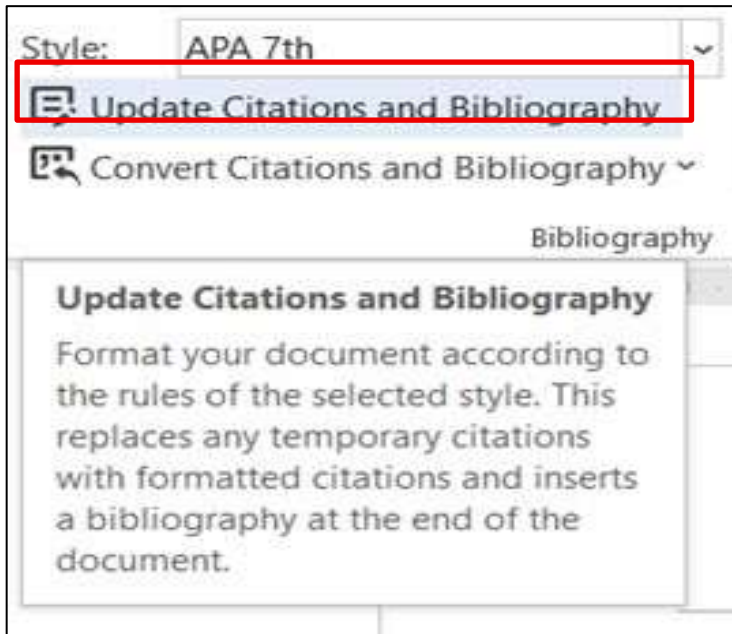 Style: APA 7th
Update Citations and Bibliography
Convert Citations and Bibliography
Bibliography
Update Citations and Bibliography
Format your document according to
the rules of the selected style. This
replaces any temporary citations
with formatted citations and inserts
a bibliography at the end of the
document.